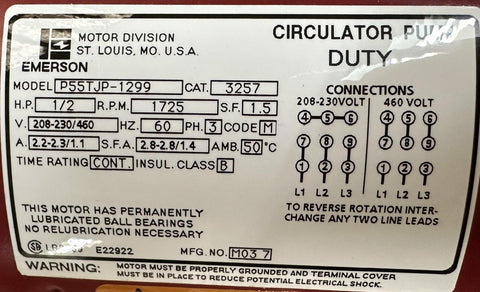 MOTOR DIVISION
ST. LOUIS, MO. U.S.A.
EMERSON
CIRCULATOR PUMP
DUTY
MODEL P55TJP-1299 CAT. 3257
H.P. 1/2 R.P.M. 1725 S.F. 1.5
V. 208-230/460 HZ. 60 PH. 3 CODE M
A. 2.2-2.3/1.1 S.F.A. 2.8-2.8/1.4 AMB. 50 °C
TIME RATING CONT. INSUL. CLASS B
CONNECTIONS
208-230VOLT 460 VOLT
4 5 6 4 5 6
7 8 9 7 8 9
1 2 3 1 2 3
L1 L2 L3 L1 L2 L3
TO REVERSE ROTATION INTER-
CHANGE ANY TWO LINE LEADS
THIS MOTOR HAS PERMANENTLY
LUBRICATED BALL BEARINGS
NO RELUBRICATION NECESSARY
E22922 MFG. NO. M03 7
WARNING: MOTOR MUST BE PROPERLY GROUNDED AND TERMINAL COVER
MUST BE IN PLACE TO REDUCE POTENTIAL ELECTRICAL SHOCK.